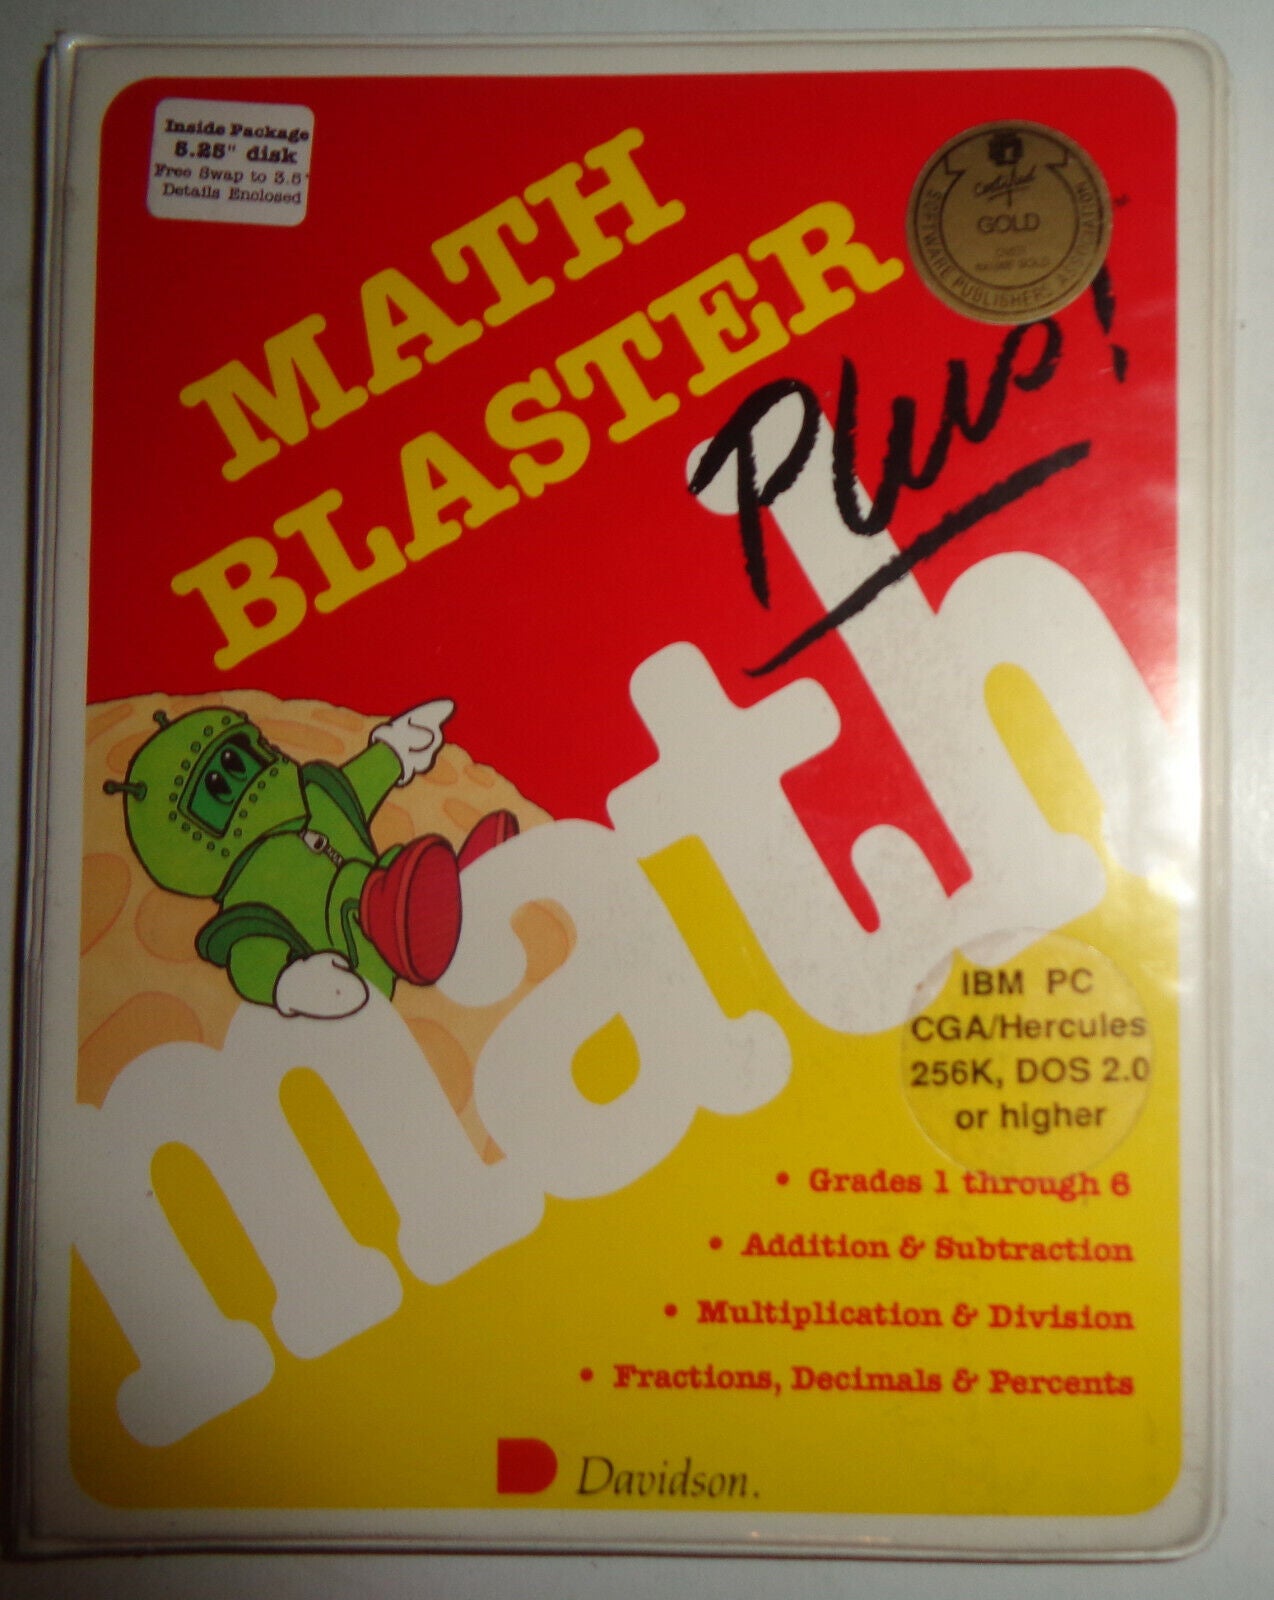 Inside Package
5.25" disk
Free Swap to 3.5"
Details Enclosed
MATH
BLASTER
Plus!
™
Certified
GOLD
SOFTWARE PUBLISHERS ASSOCIATION
math
IBM PC
CGA/Hercules
256K, DOS 2.0
or higher
• Grades 1 through 6
• Addition & Subtraction
• Multiplication & Division
• Fractions, Decimals & Percents
Davidson.